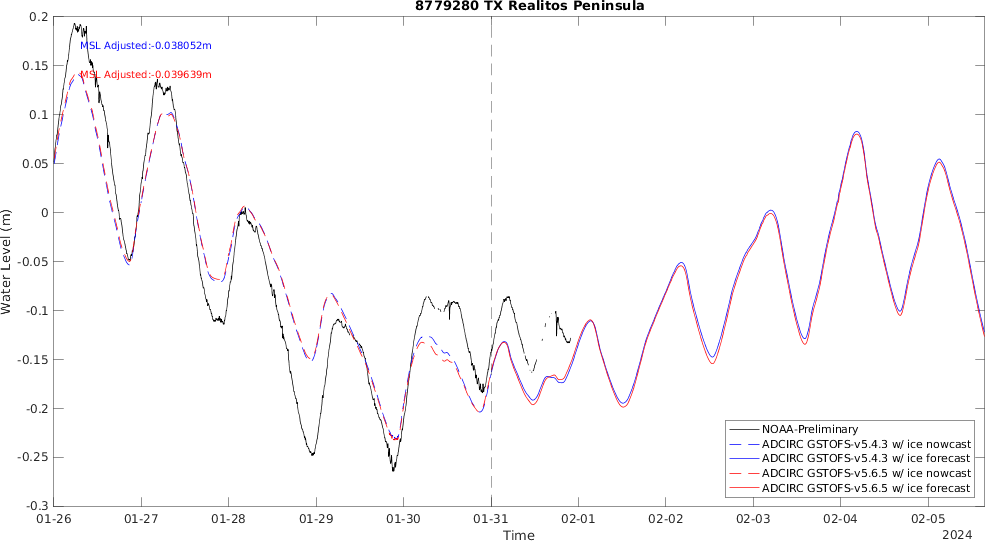 8779280 TX Realitos Peninsula
MSL Adjusted:-0.038052m
MSL Adjusted:-0.039639m
Water Level (m)
0.2
0.15
0.1
0.05
0
-0.05
-0.1
-0.15
-0.2
-0.25
-0.3
01-26
01-27
01-28
01-29
01-30
01-31
02-01
02-02
02-03
02-04
02-05
Time
2024
NOAA-Preliminary
ADCIRC GSTOFS-v5.4.3 w/ ice nowcast
ADCIRC GSTOFS-v5.4.3 w/ ice forecast
ADCIRC GSTOFS-v5.6.5 w/ ice nowcast
ADCIRC GSTOFS-v5.6.5 w/ ice forecast